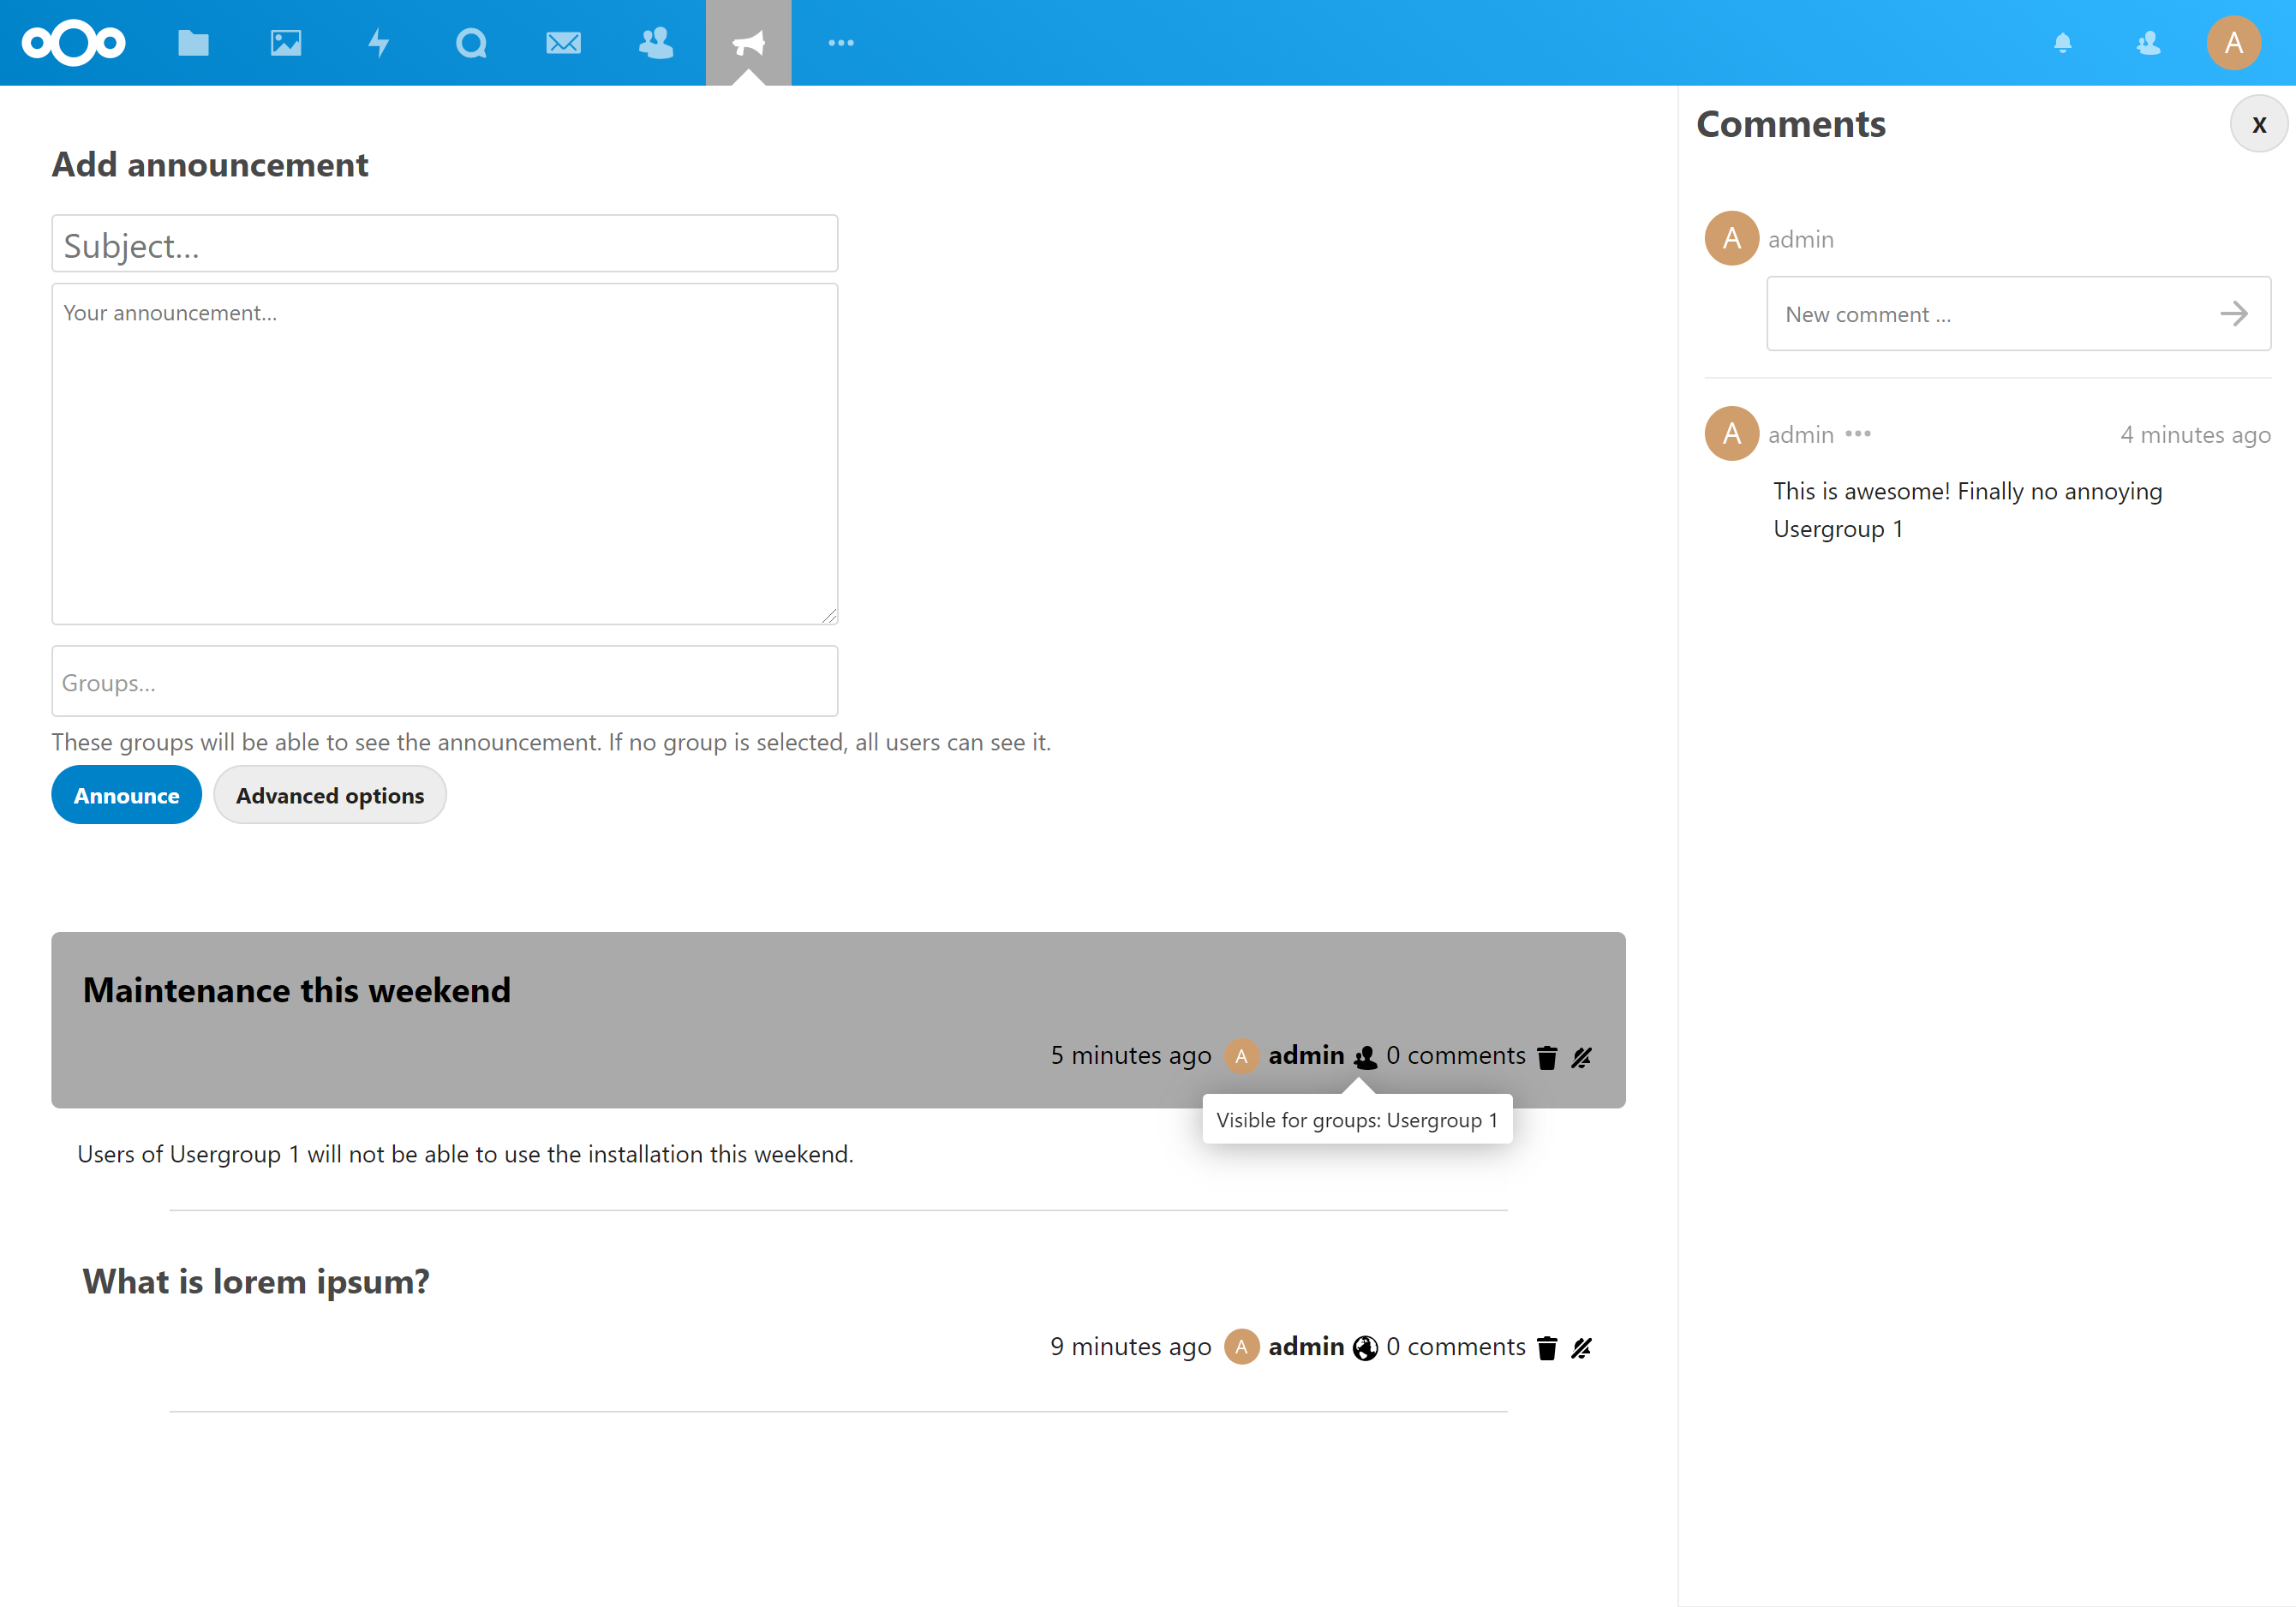 A
Add announcement
Subject...
Your announcement...
Groups...
These groups will be able to see the announcement. If no group is selected, all users can see it.
Announce
Advanced options
Maintenance this weekend
5 minutes ago A admin 0 comments
Visible for groups: Usergroup 1
Users of Usergroup 1 will not be able to use the installation this weekend.
What is lorem ipsum?
9 minutes ago A admin 0 comments
Comments
X
A admin
New comment ...
A admin ••• 4 minutes ago
This is awesome! Finally no annoying
Usergroup 1